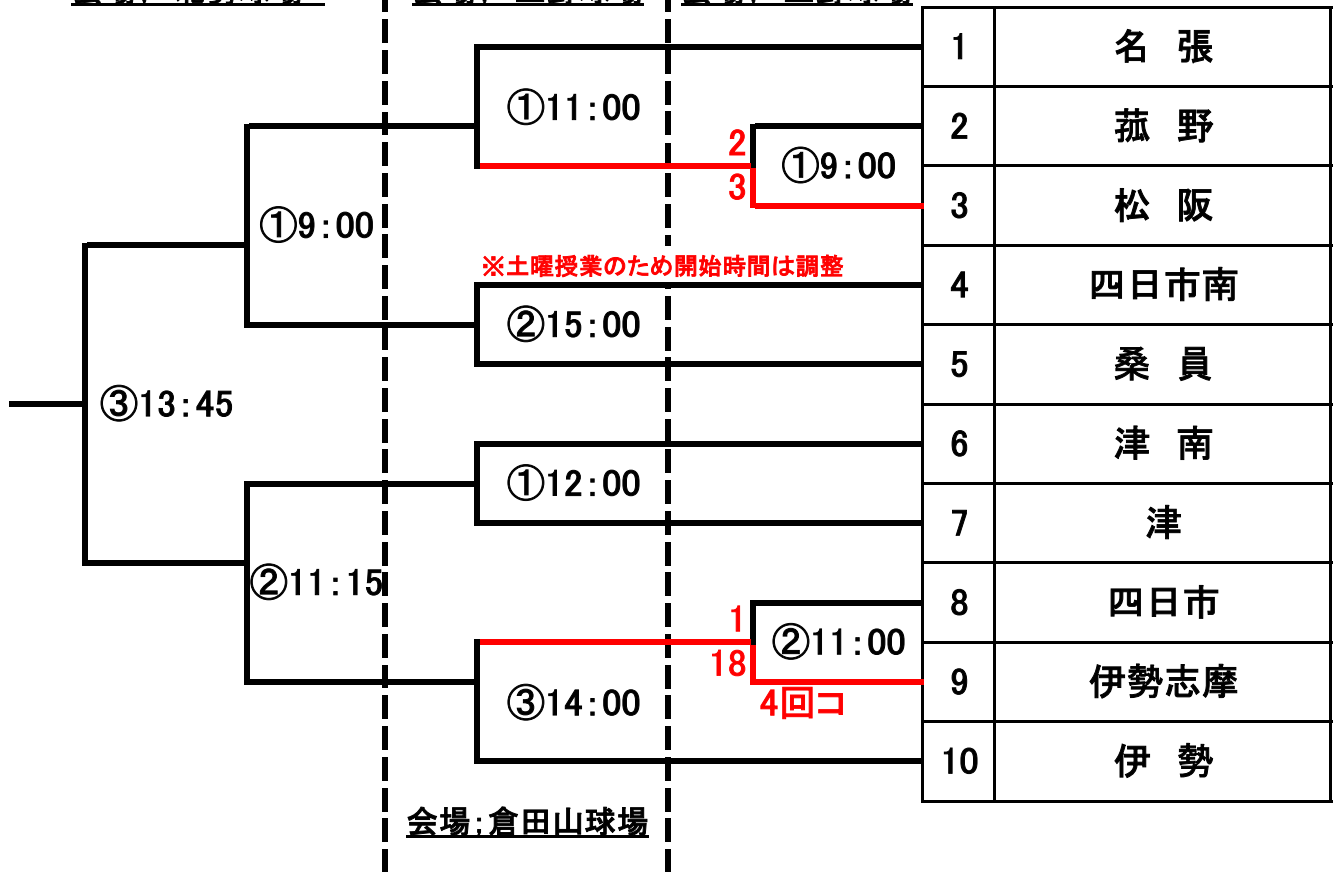 1 名 張
①11:00
2 菰 野
2
①9:00
3
3 松 阪
①9:00
※土曜授業のため開始時間は調整
4 四日市南
②15:00
5 桑 員
③13:45
6 津 南
①12:00
7 津
②11:15
8 四日市
1
②11:00
18
9 伊勢志摩
4回コ
③14:00
10 伊 勢
会場;倉田山球場